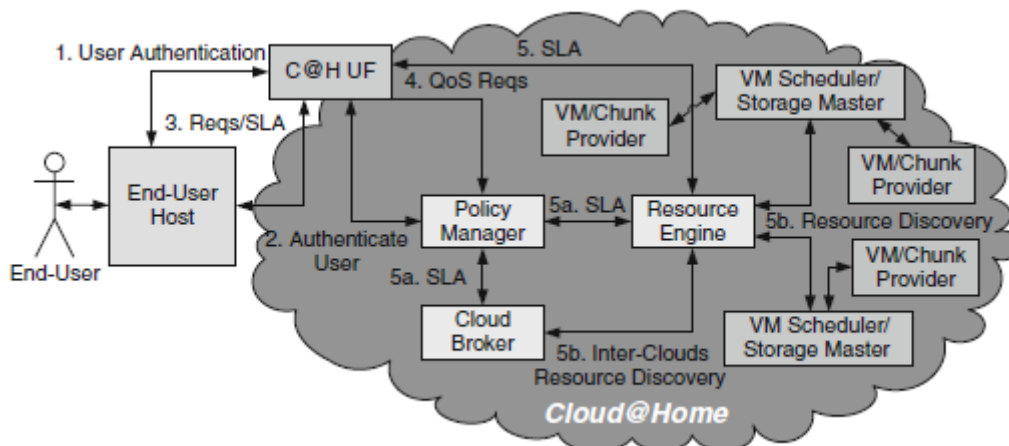 1. User Authentication
C@H UF
5. SLA
4. QoS Reqs
VM Scheduler/
Storage Master
VM/Chunk
Provider
3. Reqs/SLA
VM/Chunk
Provider
End-User
Host
Policy
Manager
5a. SLA
Resource
Engine
5b. Resource Discovery
2. Authenticate
User
VM/Chunk
Provider
End-User
5a. SLA
Cloud
Broker
VM Scheduler/
Storage Master
5b. Inter-Clouds
Resource Discovery
Cloud@Home